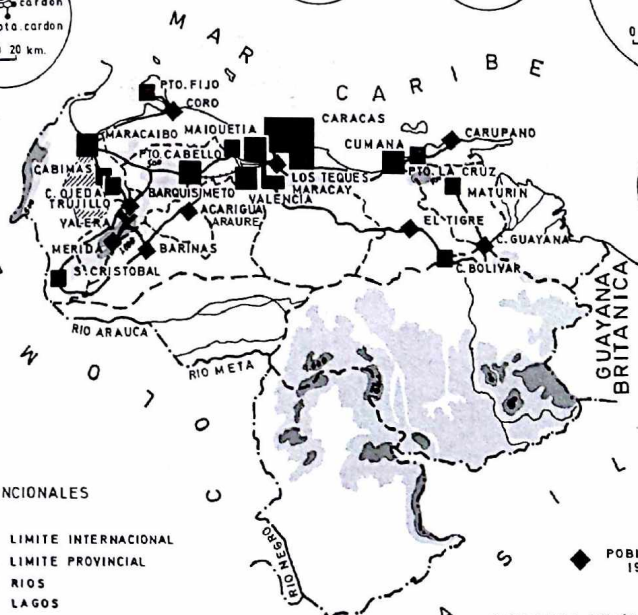 cardon
pta.cardon
20 km.
0
MAR CARIBE
PTO. FIJO
CORO
MARACAIBO
MAIQUETIA
CARACAS
CUMANA
CARUPANO
CABIMAS
PTO. CABELLO
LOS TEQUES
PTO. LA CRUZ
C. OJEDA
BARQUISIMETO
MARACAY
MATURIN
TRUJILLO
VALENCIA
VALERA
ACARIGUA
ARAURE
EL TIGRE
MERIDA
BARINAS
C. GUAYANA
S. CRISTOBAL
C. BOLIVAR
RIO ARAUCA
RIO META
GUAYANA
BRITANICA
M O L O C
S I L
RIO NEGRO
NCIONALES
LIMITE INTERNACIONAL
LIMITE PROVINCIAL
RIOS
LAGOS
POB
19